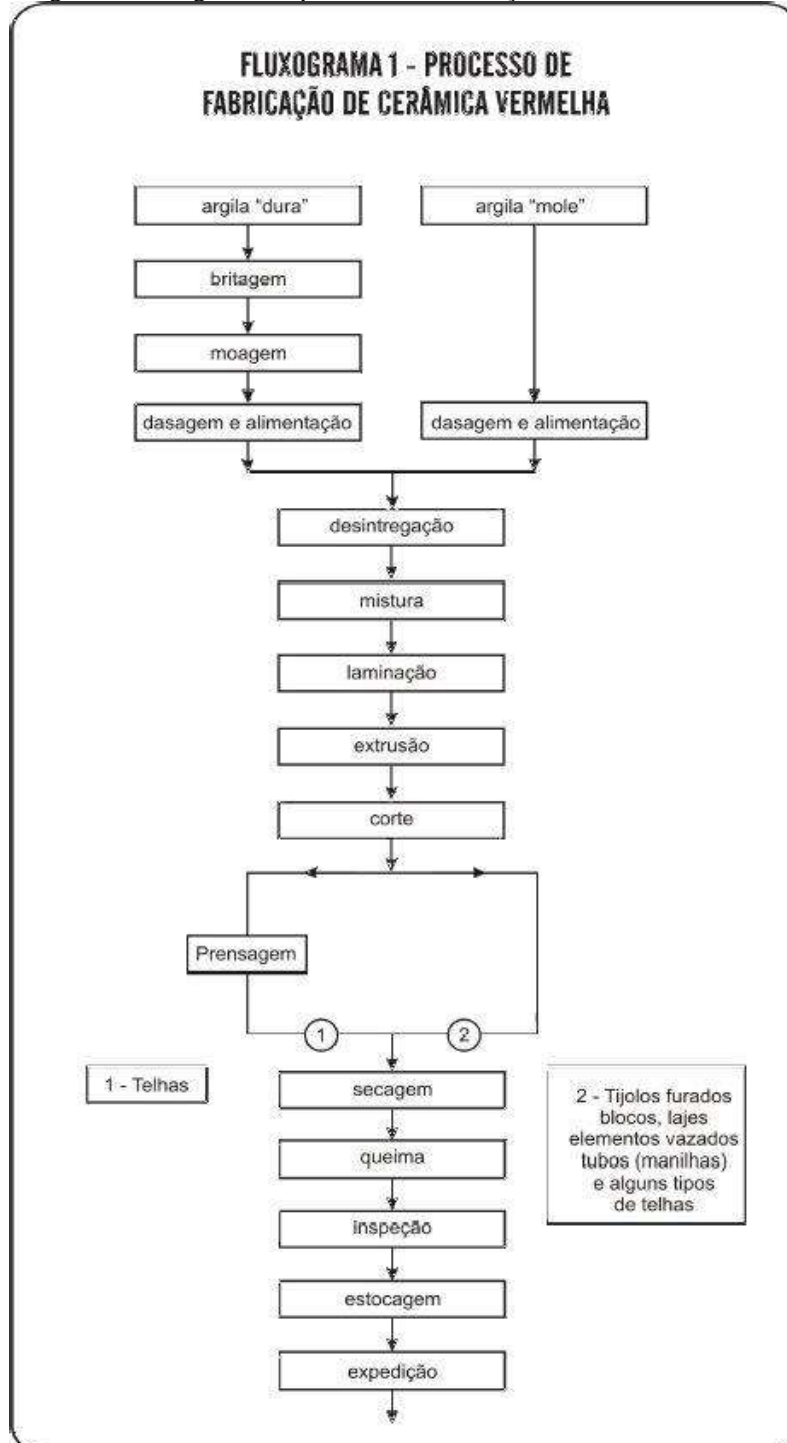 FLUXOGRAMA 1 - PROCESSO DE
FABRICAÇÃO DE CERÂMICA VERMELHA
argila "dura"
argila "mole"
britagem
moagem
dasagem e alimentação
dasagem e alimentação
desintregação
mistura
laminação
extrusão
corte
Prensagem
1
2
1 - Telhas
secagem
2 - Tijolos furados
blocos, lajes
elementos vazados
tubos (manilhas)
e alguns tipos
de telhas
queima
inspeção
estocagem
expedição